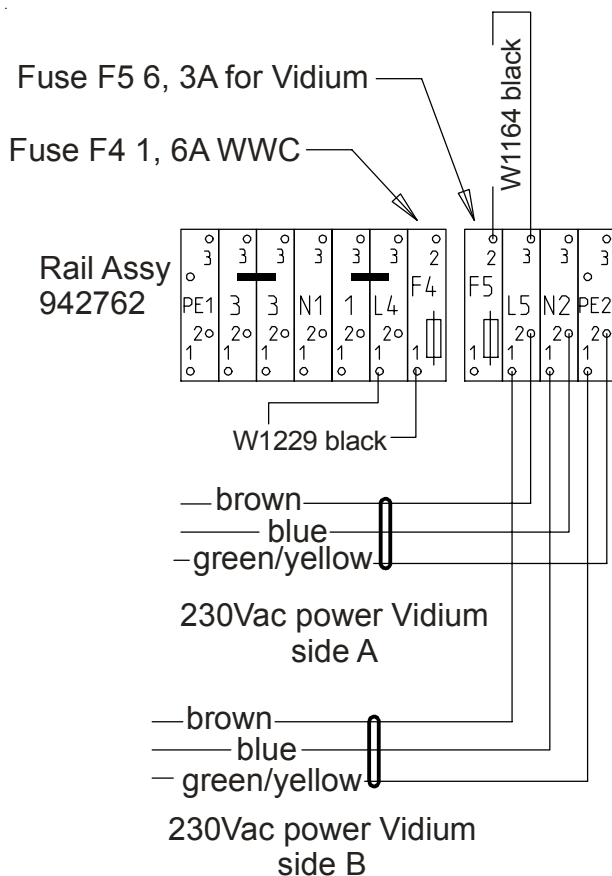 Fuse F5 6, 3A for Vidium
W1164 black
Fuse F4 1, 6A WWC
Rail Assy
942762
3 3 3 3 3 3 2 2 3 3 3
PE1 3 3 N1 1 L4 F4 F5 L5 N2 PE2
2 2 2 2 2 2 2 2 2
1 1 1 1 1 1 1 1 1 1 1
W1229 black
brown
blue
green/yellow
230Vac power Vidium
side A
brown
blue
green/yellow
230Vac power Vidium
side B